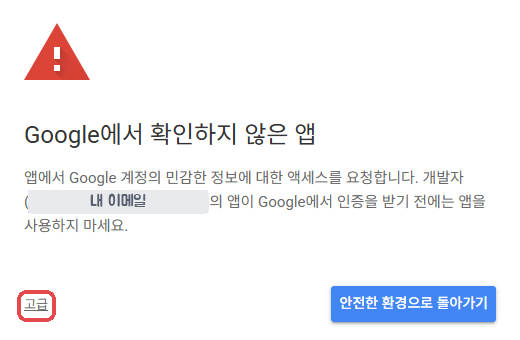 Google에서 확인하지 않은 앱
앱에서 Google 계정의 민감한 정보에 대한 액세스를 요청합니다. 개발자
(내 이메일의 앱이 Google에서 인증을 받기 전에는 앱을
사용하지 마세요.
고급
안전한 환경으로 돌아가기